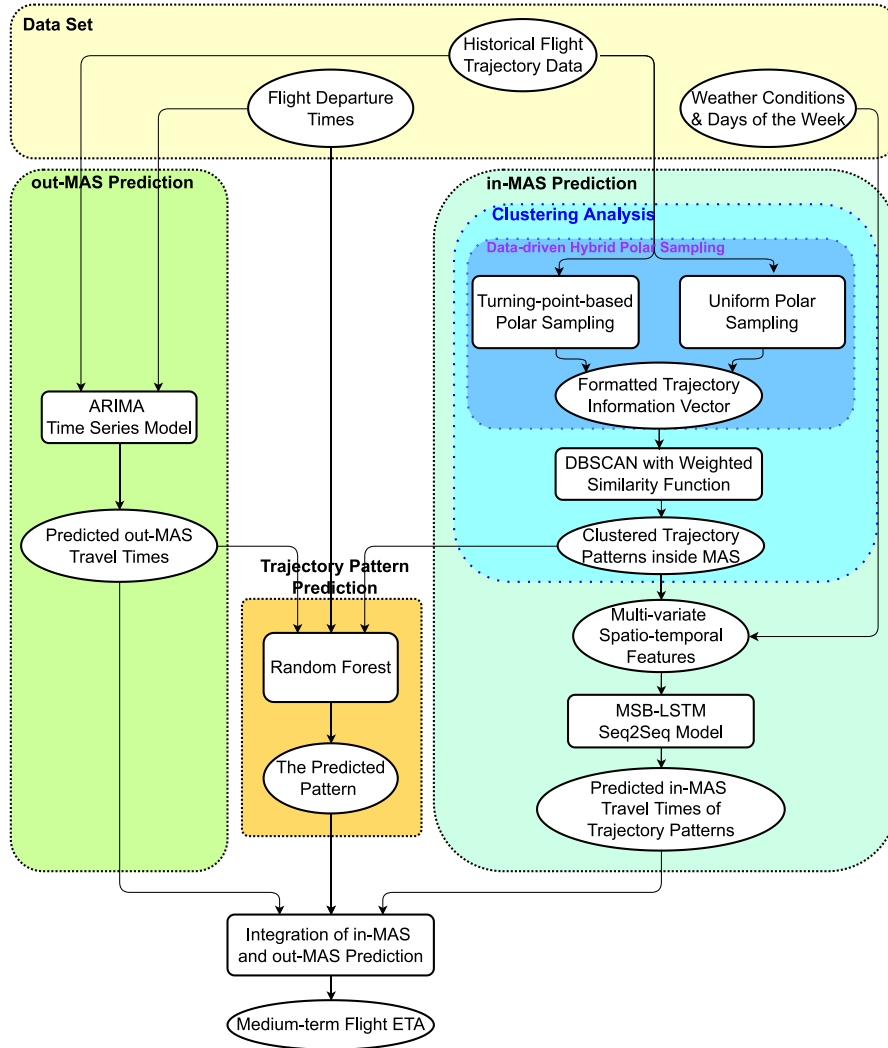 Data Set
Historical Flight
Trajectory Data
Flight Departure
Times
Weather Conditions
& Days of the Week
out-MAS Prediction
in-MAS Prediction
Clustering Analysis
Data-driven Hybrid Polar Sampling
Turning-point-based
Polar Sampling
Uniform Polar
Sampling
ARIMA
Time Series Model
Formatted Trajectory
Information Vector
DBSCAN with Weighted
Similarity Function
Predicted out-MAS
Travel Times
Clustered Trajectory
Patterns inside MAS
Trajectory Pattern
Prediction
Multi-variate
Spatio-temporal
Features
Random Forest
MSB-LSTM
Seq2Seq Model
The Predicted
Pattern
Predicted in-MAS
Travel Times of
Trajectory Patterns
Integration of in-MAS
and out-MAS Prediction
Medium-term Flight ETA